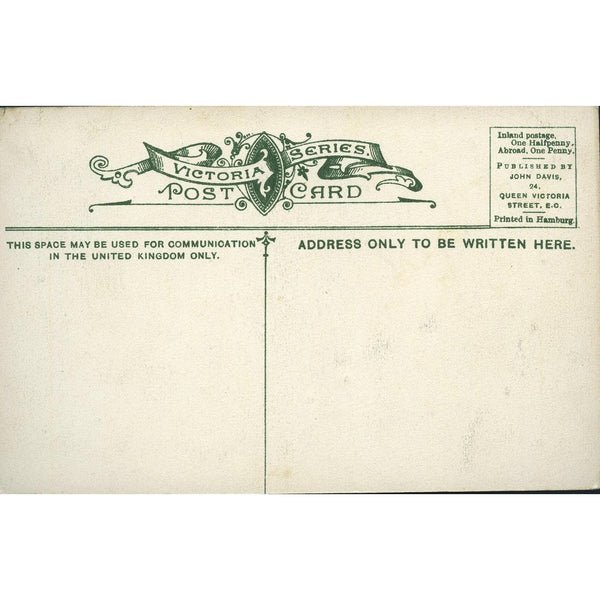 VICTORIA SERIES
POST CARD
Inland postage,
One Halfpenny.
Abroad, One Penny.
PUBLISHED BY
JOHN DAVIS,
24,
QUEEN VICTORIA
STREET, E.C.
Printed in Hamburg.
THIS SPACE MAY BE USED FOR COMMUNICATION
IN THE UNITED KINGDOM ONLY.
ADDRESS ONLY TO BE WRITTEN HERE.